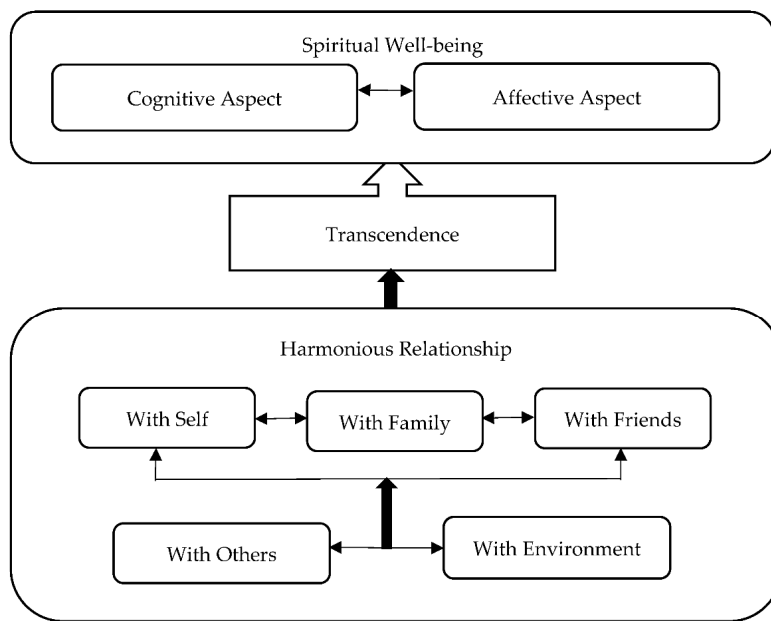 Spiritual Well-being
Cognitive Aspect
Affective Aspect
Transcendence
Harmonious Relationship
With Self
With Family
With Friends
With Others
With Environment